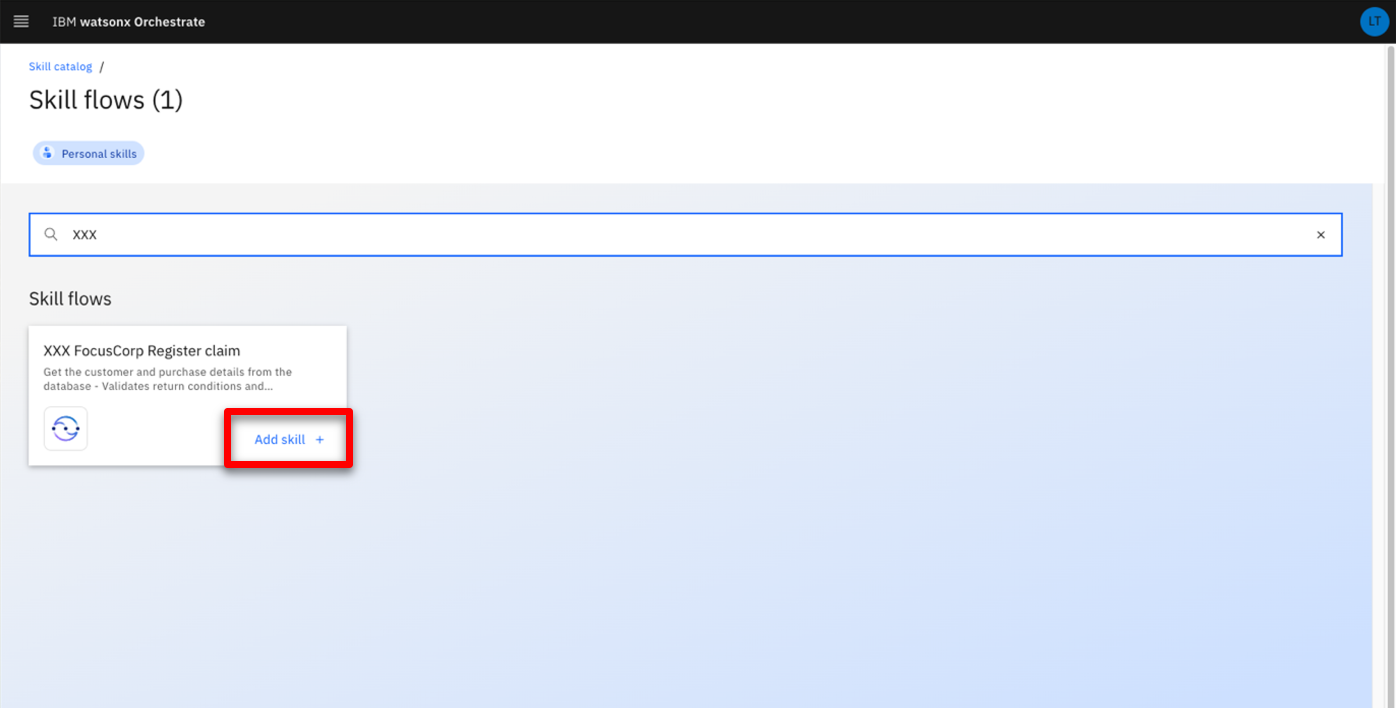 IBM watsonx Orchestrate
LT
Skill catalog /
Skill flows (1)
Personal skills
XXX
Skill flows
XXX FocusCorp Register claim
Get the customer and purchase details from the
database - Validates return conditions and...
Add skill +